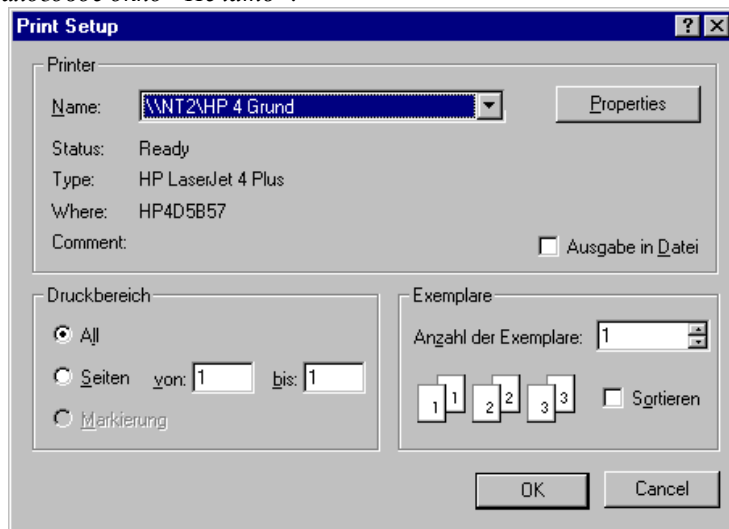 Print Setup
Printer
Name: \\NT2\HP 4 Grund Properties
Status: Ready
Type: HP LaserJet 4 Plus
Where: HP4D5B57
Comment: Ausgabe in Datei
Druckbereich
All
Seiten von: 1 bis: 1
Markierung
Exemplare
Anzahl der Exemplare: 1
1 1 2 2 3 3 Sortieren
OK Cancel